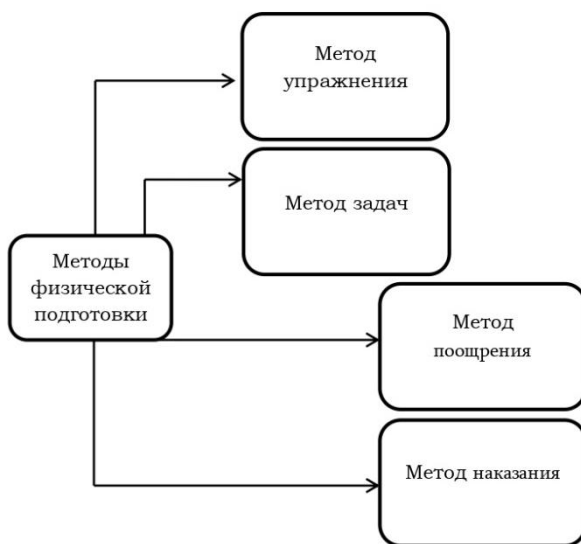 Метод
упражнения
Метод задач
Методы
физической
подготовки
Метод
поощрения
Метод наказания